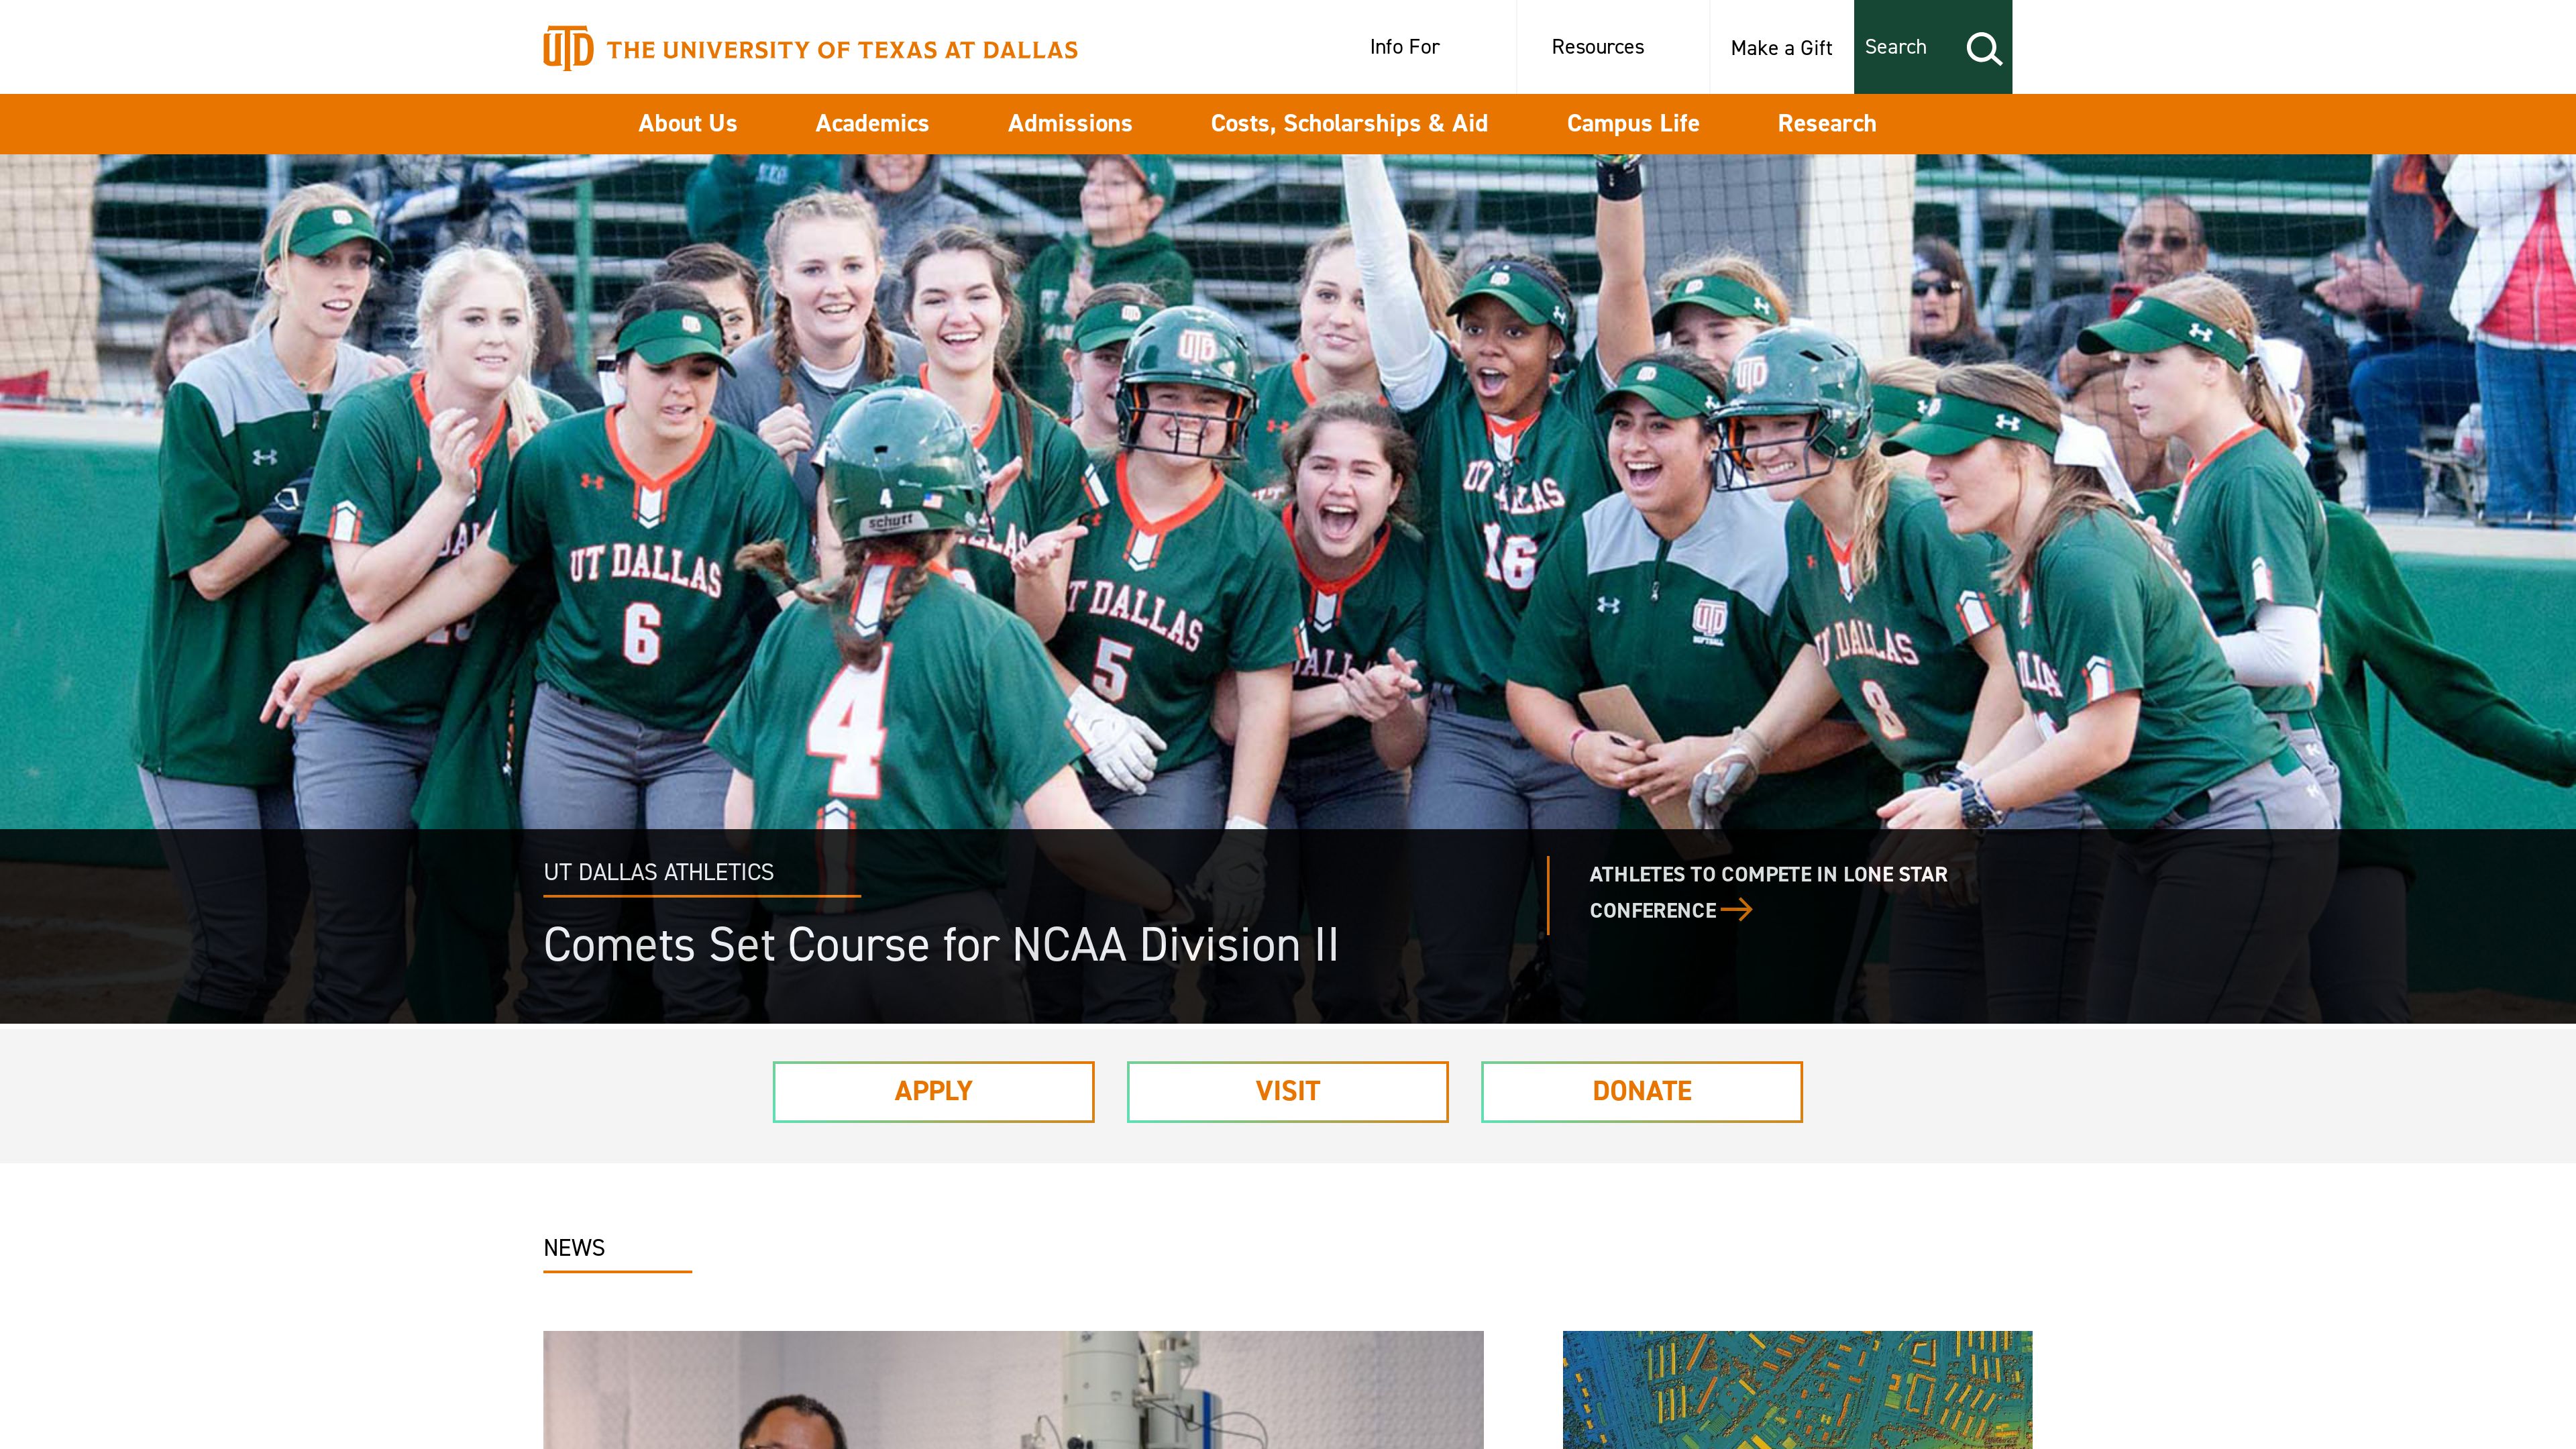 UTD THE UNIVERSITY OF TEXAS AT DALLAS
Info For
Resources
Make a Gift
Search
About Us
Academics
Admissions
Costs, Scholarships & Aid
Campus Life
Research
UTD
UT DALLAS
16
UT DALLAS
6
4
schutt
4
T DALLAS
5
UTD
SOFTBALL
UT DALLAS
8
UT DALLAS ATHLETICS
Comets Set Course for NCAA Division II
ATHLETES TO COMPETE IN LONE STAR
CONFERENCE
APPLY
VISIT
DONATE
NEWS